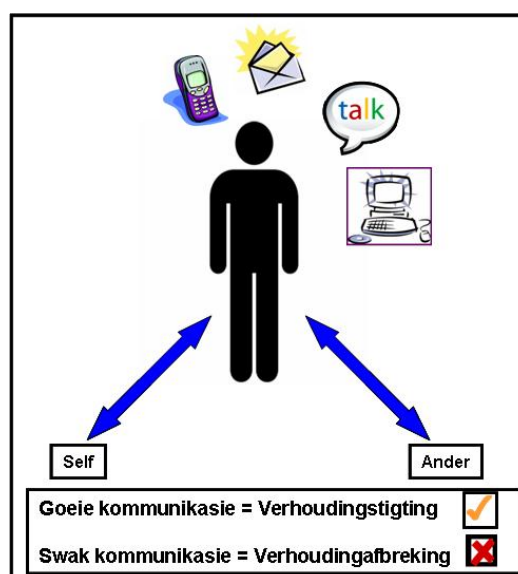 talk
Self
Ander
Goeie kommunikasie = Verhoudingstigting
Swak kommunikasie = Verhoudingafbreking